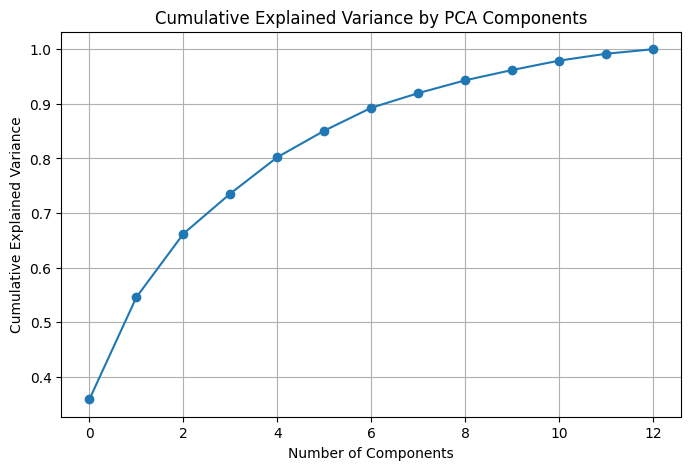 Cumulative Explained Variance by PCA Components
1.0
0.9
0.8
0.7
0.6
0.5
0.4
Cumulative Explained Variance
0 2 4 6 8 10 12
Number of Components